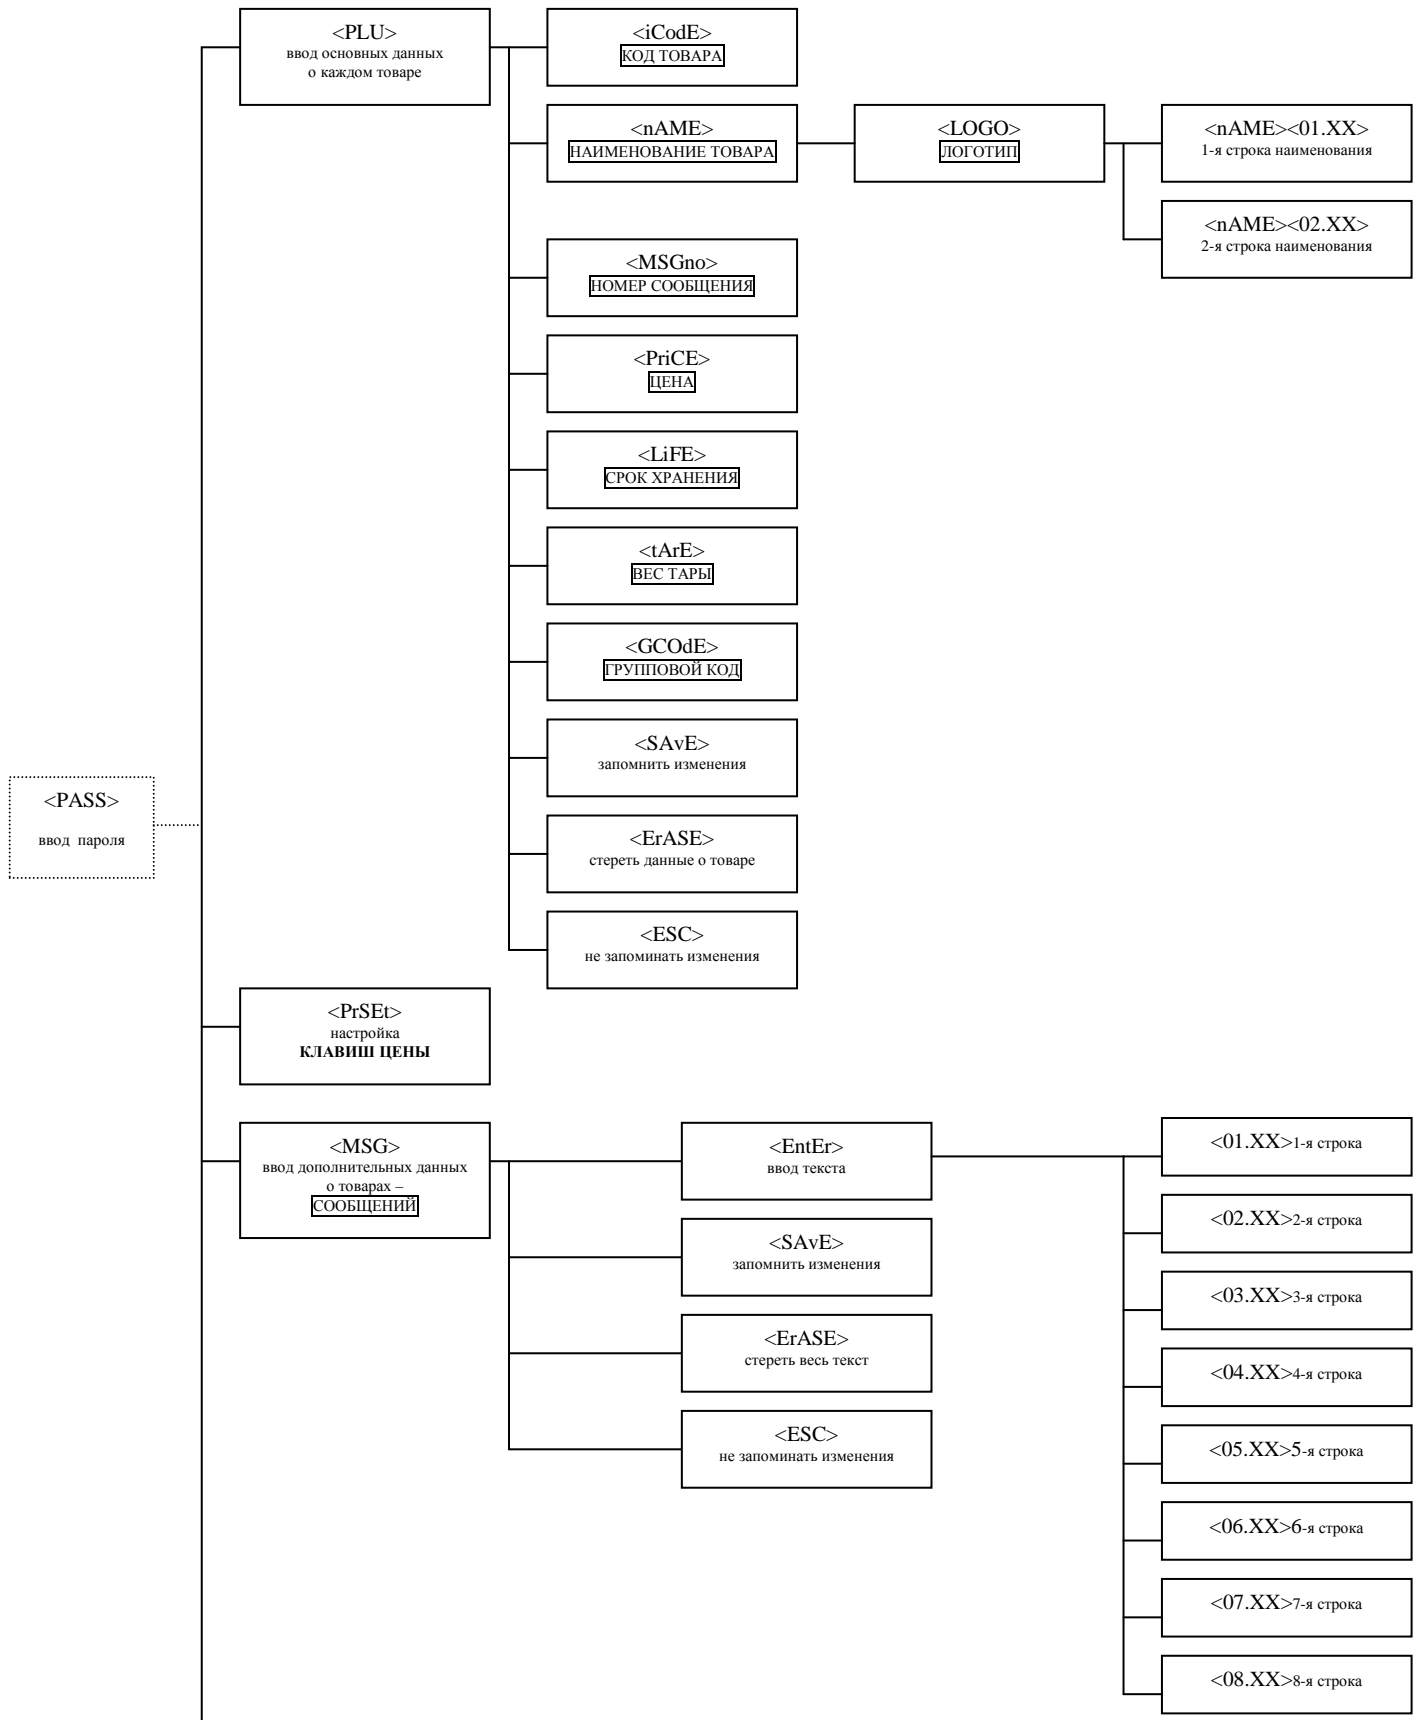 <PLU>
ввод основных данных
о каждом товаре
<iCodE>
КОД ТОВАРА
<nAME>
НАИМЕНОВАНИЕ ТОВАРА
<LOGO>
ЛОГОТИП
<nAME><01.XX>
1-я строка наименования
<nAME><02.XX>
2-я строка наименования
<MSGno>
НОМЕР СООБЩЕНИЯ
<PriCE>
ЦЕНА
<LiFE>
СРОК ХРАНЕНИЯ
<tArE>
ВЕС ТАРЫ
<GCOdE>
ГРУППОВОЙ КОД
<SAvE>
запомнить изменения
<PASS>
ввод пароля
<ErASE>
стереть данные о товаре
<ESC>
не запоминать изменения
<PrSEt>
настройка
КЛАВИШ ЦЕНЫ
<MSG>
ввод дополнительных данных
о товарах –
СООБЩЕНИЙ
<EntEr>
ввод текста
<SAvE>
запомнить изменения
<ErASE>
стереть весь текст
<ESC>
не запоминать изменения
<01.XX>1-я строка
<02.XX>2-я строка
<03.XX>3-я строка
<04.XX>4-я строка
<05.XX>5-я строка
<06.XX>6-я строка
<07.XX>7-я строка
<08.XX>8-я строка